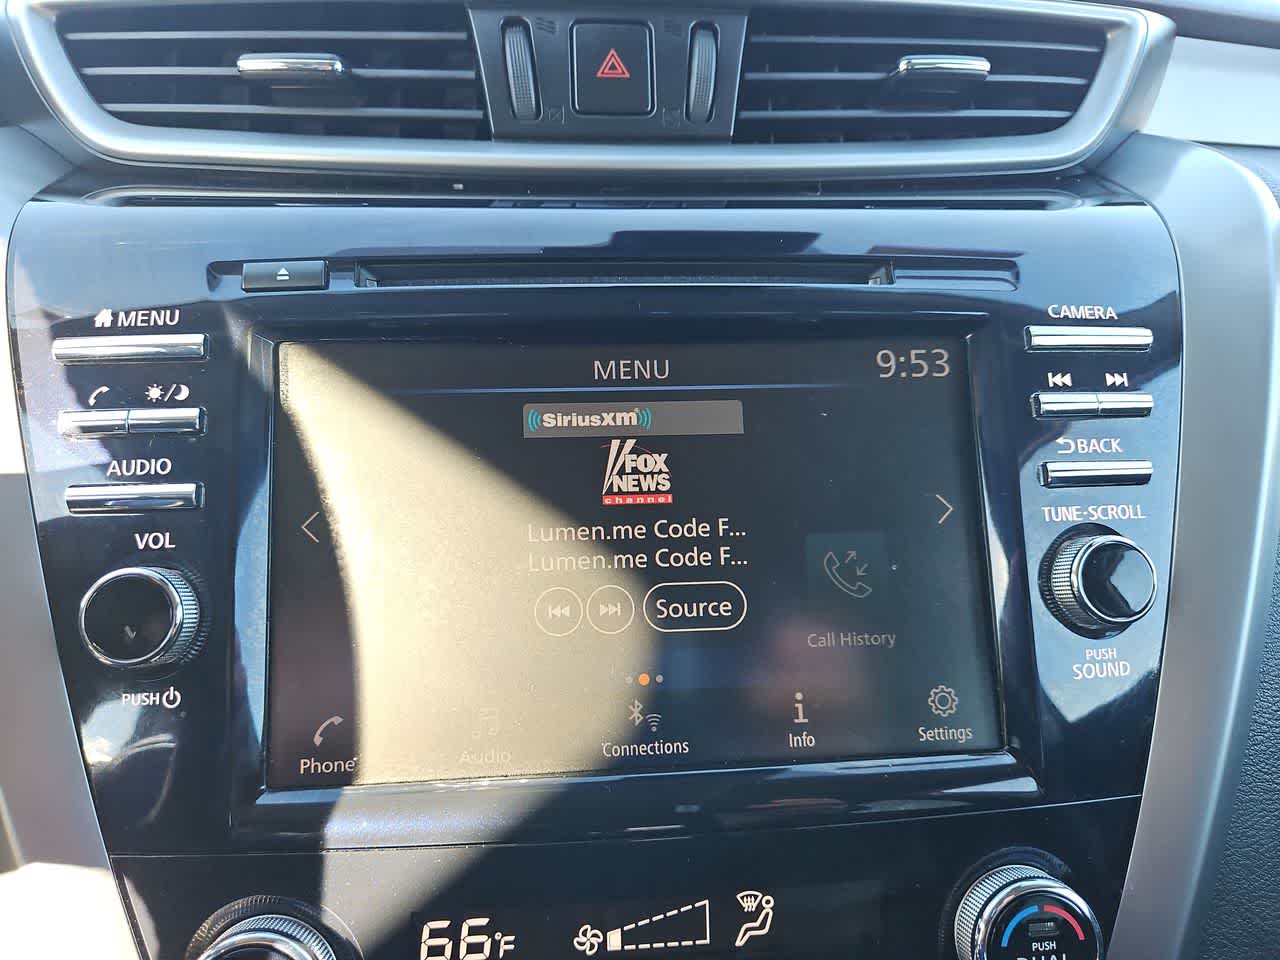 MENU
CAMERA
MENU
9:53
SiriusXM
BACK
FOX
NEWS
channel
AUDIO
TUNE·SCROLL
Lumen.me Code F...
Lumen.me Code F...
VOL
Source
Call History
PUSH
SOUND
PUSH
Phone
Audio
Connections
Info
Settings
66°F
PUSH
DUAL